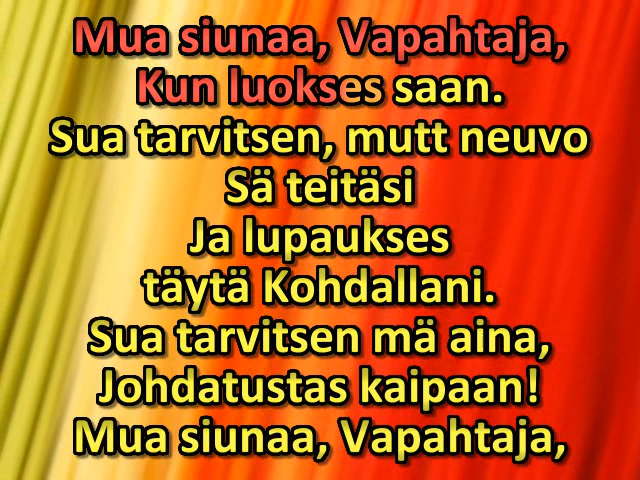 Mua siunaa, Vapahtaja,
Kun luokses saan.
Sua tarvitsen, mutt neuvo
Sä teitäsi
Ja lupaukses
täytä Kohdallani.
Sua tarvitsen mä aina,
Johdatustas kaipaan!
Mua siunaa, Vapahtaja,